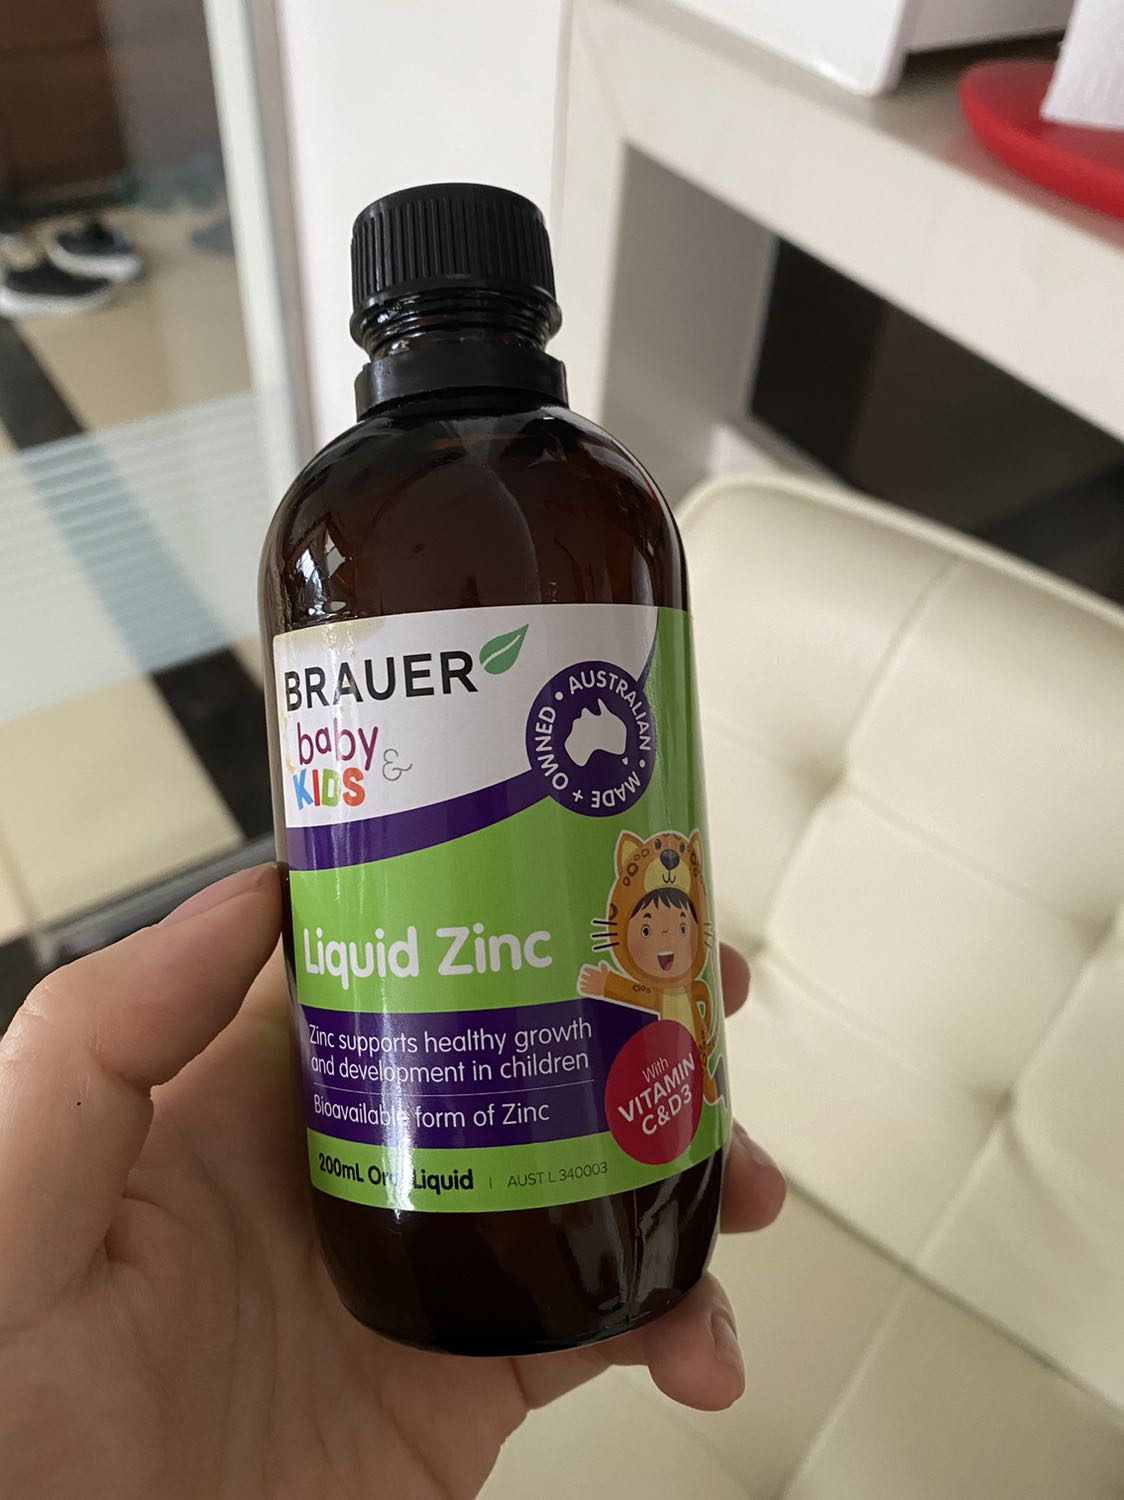 BRAUER
baby
& KIDS
AUSTRALIAN • MADE + OWNED •
Liquid Zinc
Zinc supports healthy growth
and development in children
Bioavailable form of Zinc
With
VITAMIN
C&D3
200mL Oral Liquid | AUST L 340003